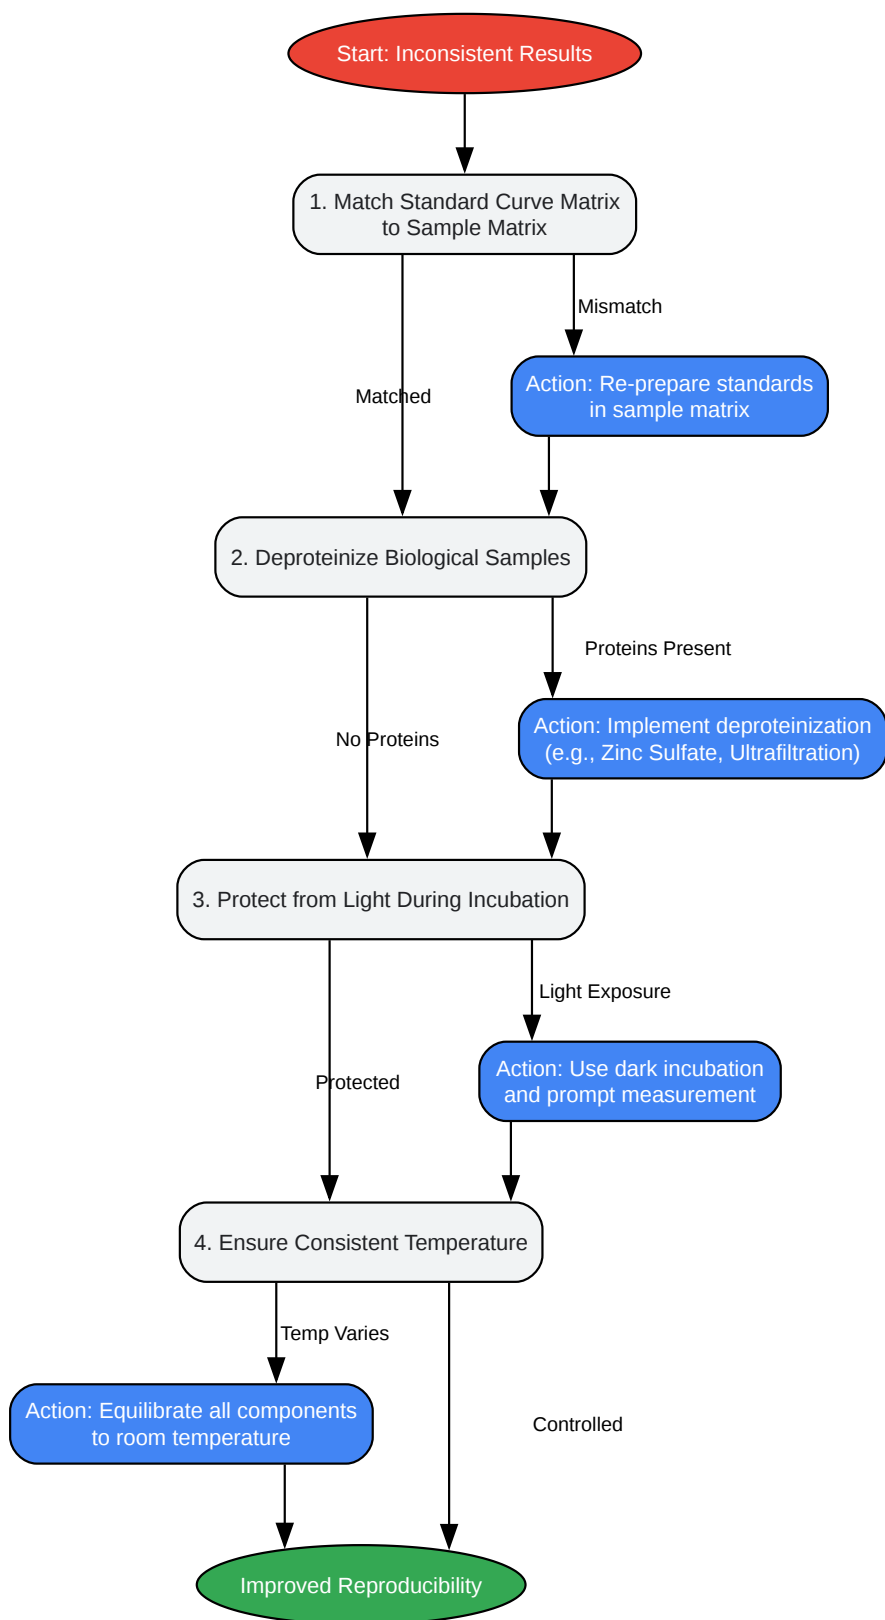 Start: Inconsistent Results
1. Match Standard Curve Matrix
to Sample Matrix
Mismatch
Matched
Action: Re-prepare standards
in sample matrix
2. Deproteinize Biological Samples
Proteins Present
No Proteins
Action: Implement deproteinization
(e.g., Zinc Sulfate, Ultrafiltration)
3. Protect from Light During Incubation
Light Exposure
Protected
Action: Use dark incubation
and prompt measurement
4. Ensure Consistent Temperature
Temp Varies
Action: Equilibrate all components
to room temperature
Controlled
Improved Reproducibility